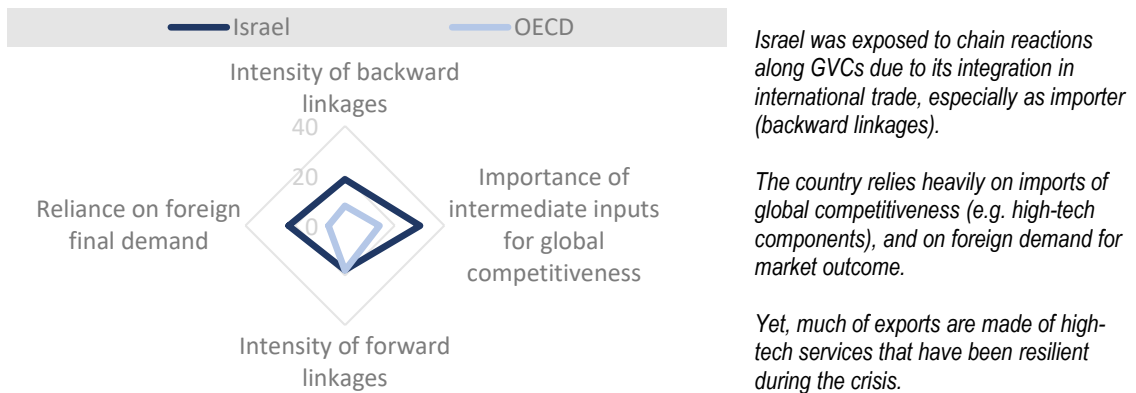 Israel
OECD
Intensity of backward
linkages
40
20
0
Reliance on foreign
final demand
Importance of
intermediate inputs
for global
competitiveness
Intensity of forward
linkages
Israel was exposed to chain reactions
along GVCs due to its integration in
international trade, especially as importer
(backward linkages).
The country relies heavily on imports of
global competitiveness (e.g. high-tech
components), and on foreign demand for
market outcome.
Yet, much of exports are made of high-
tech services that have been resilient
during the crisis.